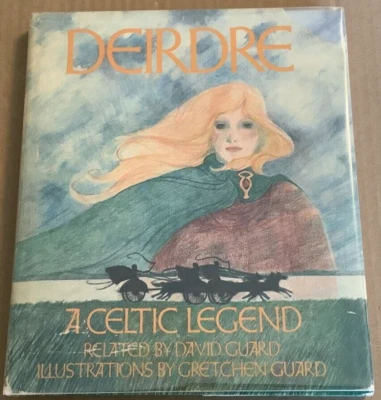 DEIRDRE
A CELTIC LEGEND
RELATED BY DAVID GUARD
ILLUSTRATIONS BY GRETCHEN GUARD